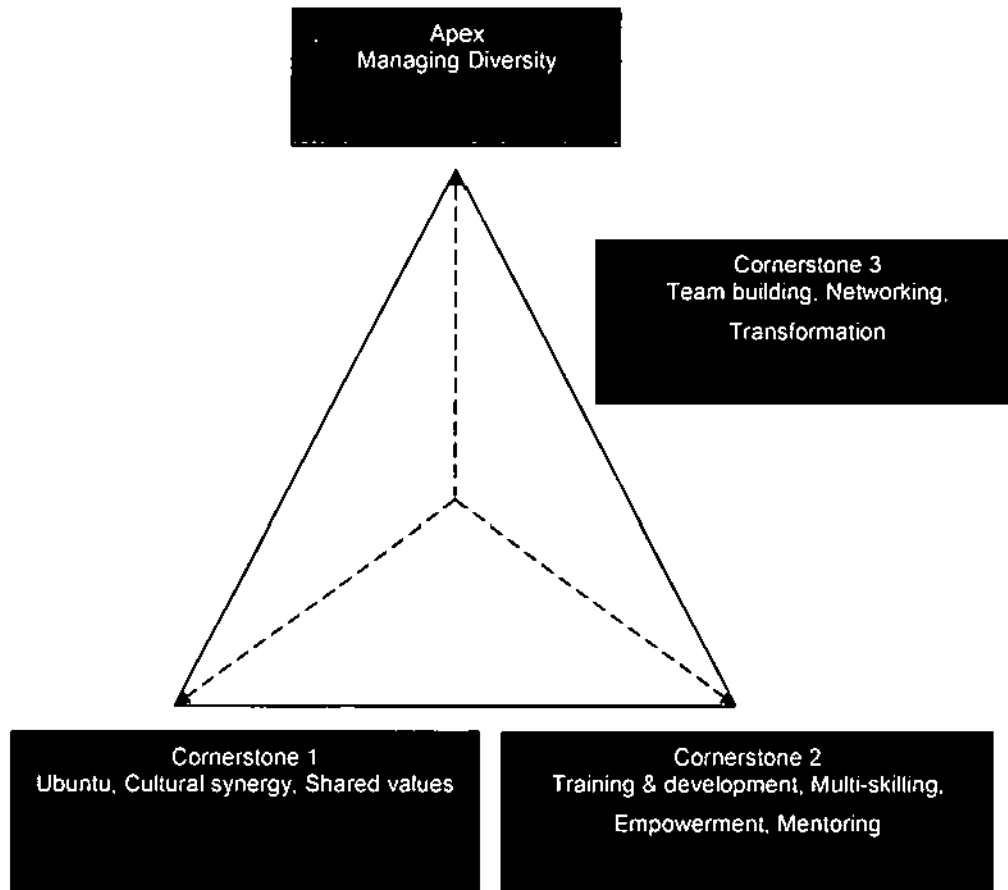 Apex
Managing Diversity
Cornerstone 3
Team building, Networking,
Transformation
Cornerstone 1
Ubuntu, Cultural synergy, Shared values
Cornerstone 2
Training & development, Multi-skilling,
Empowerment, Mentoring